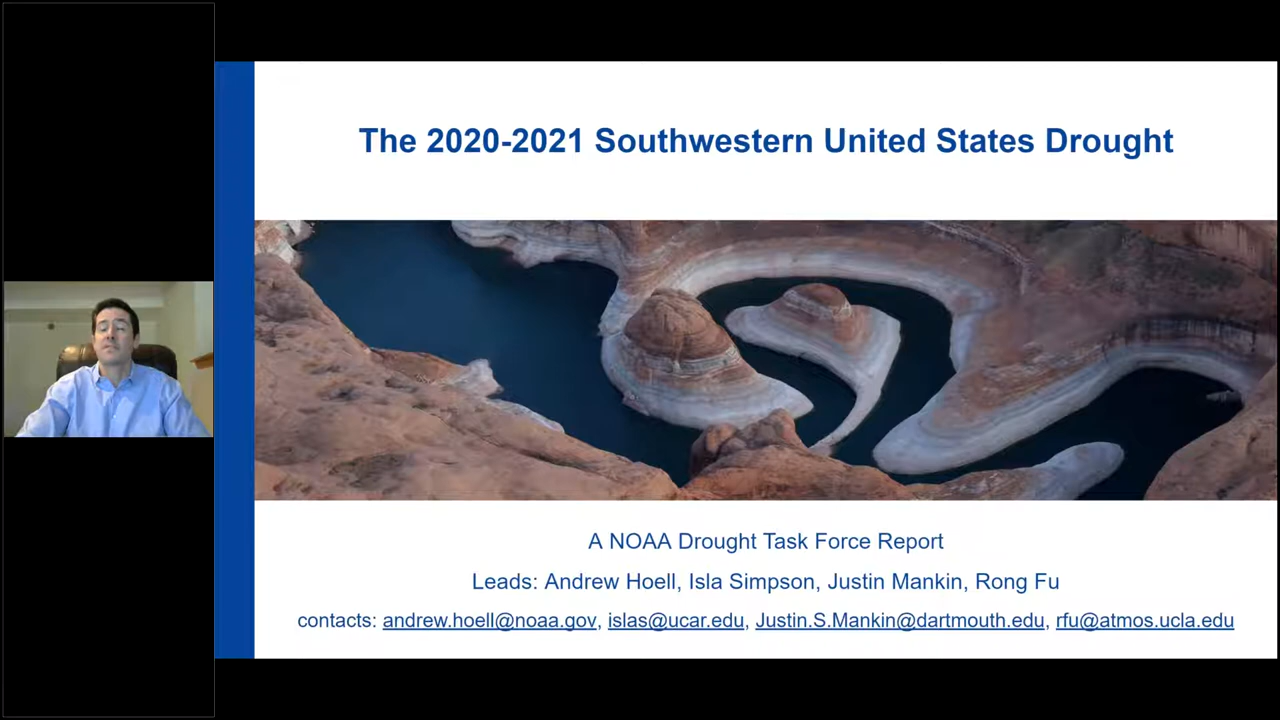 The 2020-2021 Southwestern United States Drought
A NOAA Drought Task Force Report
Leads: Andrew Hoell, Isla Simpson, Justin Mankin, Rong Fu
contacts: andrew.hoell@noaa.gov, islas@ucar.edu, Justin.S.Mankin@dartmouth.edu, rfu@atmos.ucla.edu